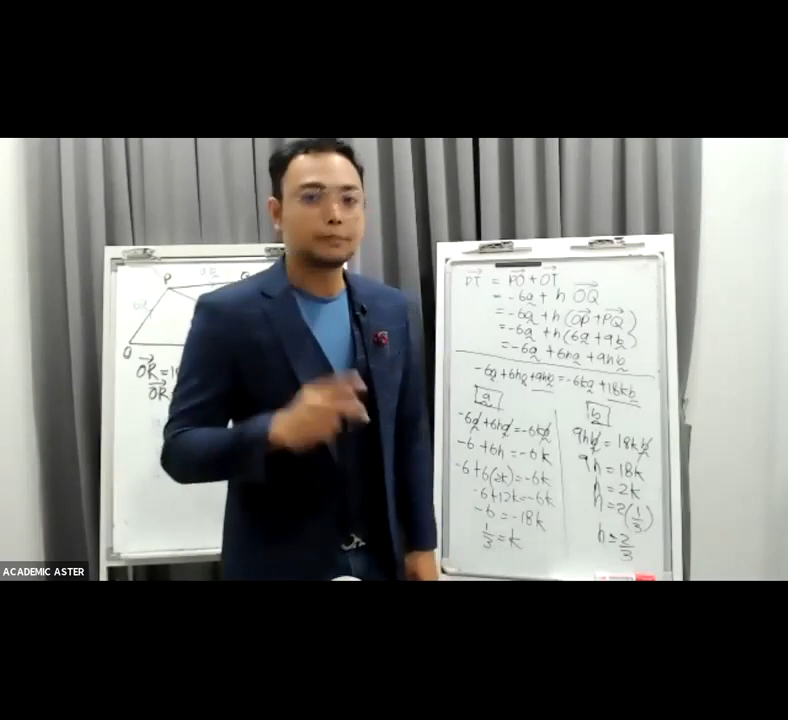 P
6a
O
OR = 18
OR
PT = PO + OT
= -6a + h OQ
= -6a + h (OP + PQ)
= -6a + h (6a + 9b)
= -6a + 6ha + 9hb
-6a + 6ha + 9hb = -6ka + 18kb
a
-6a + 6ha = -6ka
-6 + 6h = -6k
-6 + 6(2k) = -6k
-6 + 12k = -6k
-6 = -18k
1/3 = k
b
9hb = 18kb
9h = 18k
h = 2k
h = 2(1/3)
h = 2/3
ACADEMIC ASTER